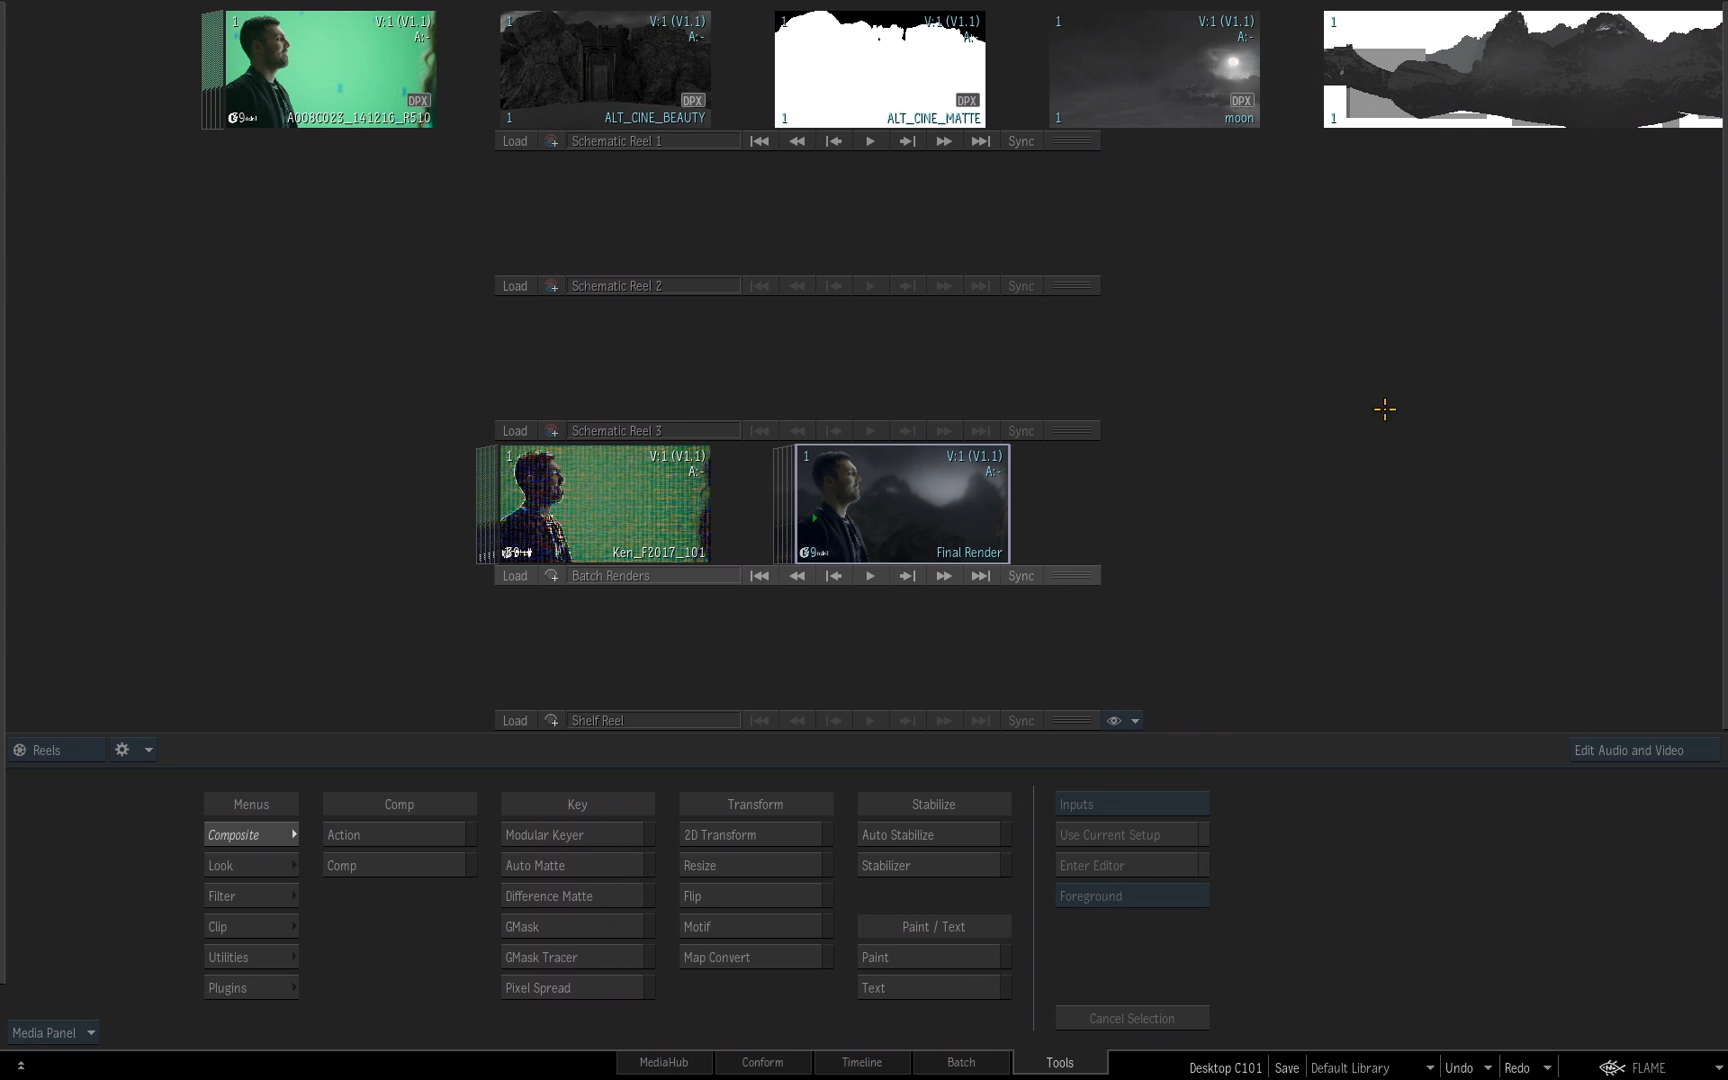 1 V:1 (V1.1)
A:-
DPX
A008C023_141216_R510
1 V:1 (V1.1)
A:-
DPX
1 ALT_CINE_BEAUTY
1 V:1 (V1.1)
A:-
DPX
1 ALT_CINE_MATTE
1 V:1 (V1.1)
A:-
DPX
1 moon
1
1
Load Schematic Reel 1 Sync
Load Schematic Reel 2 Sync
Load Schematic Reel 3 Sync
1 V:1 (V1.1)
A:-
Ken_F2017_101
1 V:1 (V1.1)
A:-
Final Render
Load Batch Renders Sync
Load Shelf Reel Sync
Reels Edit Audio and Video
Menus Comp Key Transform Stabilize Inputs
Composite Action Modular Keyer 2D Transform Auto Stabilize Use Current Setup
Look Comp Auto Matte Resize Stabilizer Enter Editor
Filter Difference Matte Flip Foreground
Clip GMask Motif Paint / Text
Utilities GMask Tracer Map Convert Paint
Plugins Pixel Spread Text
Cancel Selection
Media Panel
MediaHub Conform Timeline Batch Tools Desktop C101 Save Default Library Undo Redo FLAME